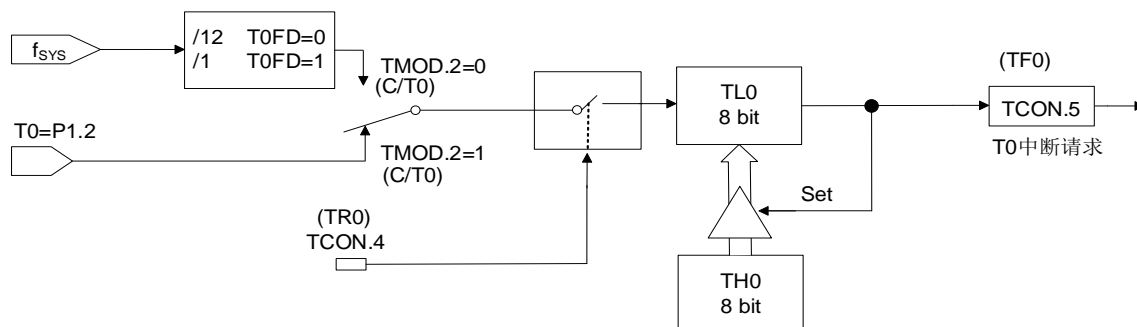 fSYS
/12 T0FD=0
/1 T0FD=1
TMOD.2=0
(C/T0)
T0=P1.2
TMOD.2=1
(C/T0)
(TR0)
TCON.4
TL0
8 bit
Set
TH0
8 bit
(TF0)
TCON.5
T0中断请求